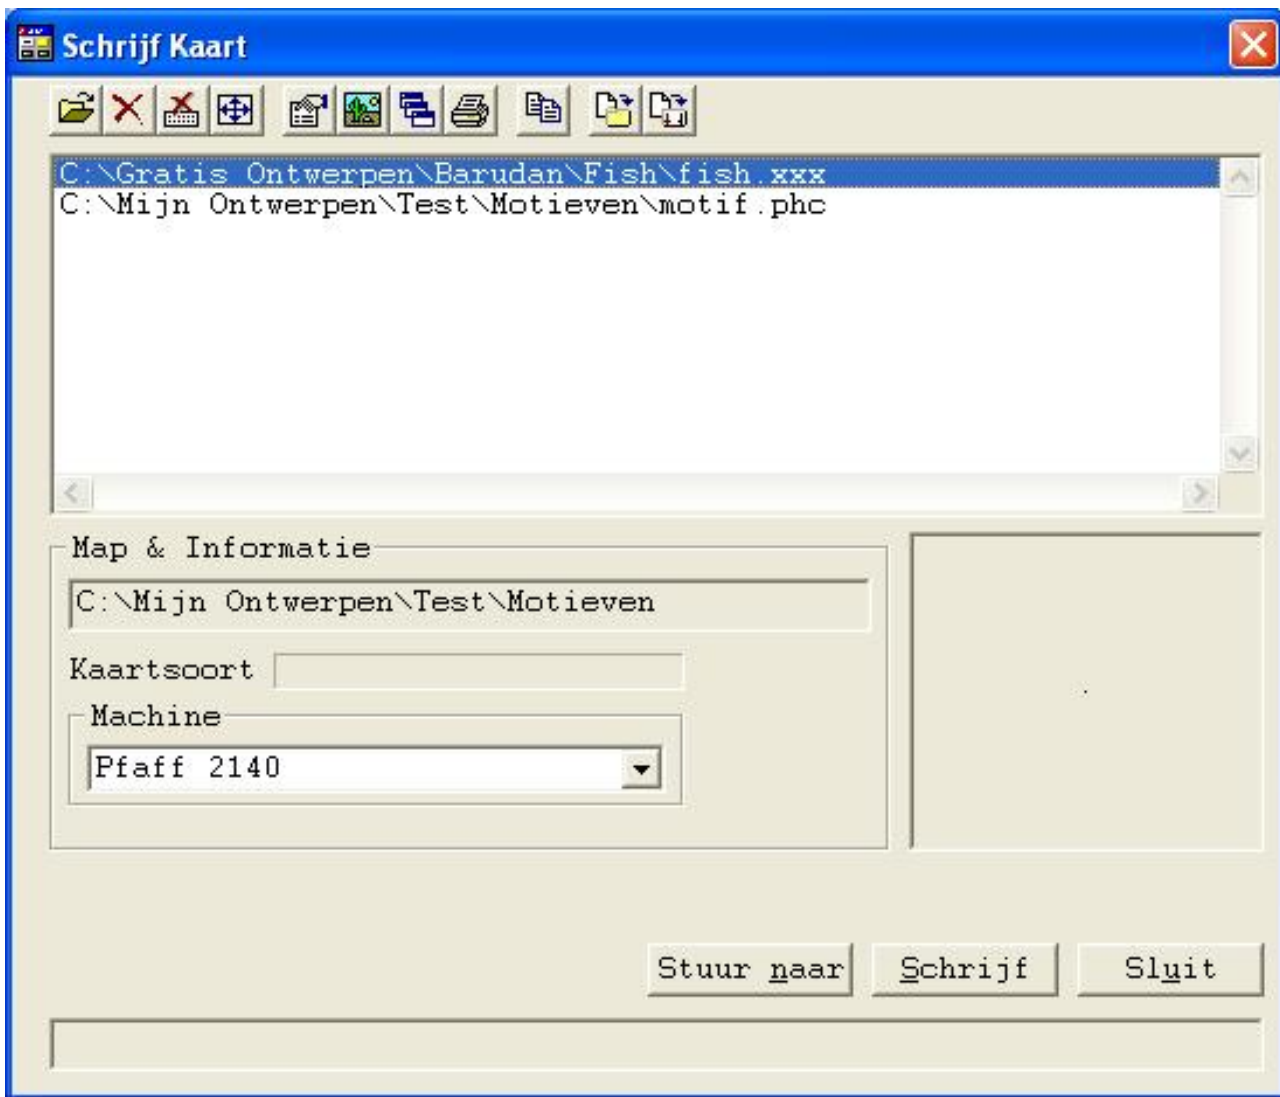 Schrijf Kaart
C:\Gratis Ontwerpen\Barudan\Fish\fish.xxx
C:\Mijn Ontwerpen\Test\Motieven\motif.phc
Map & Informatie
C:\Mijn Ontwerpen\Test\Motieven
Kaartsoort
Machine
Pfaff 2140
Stuur naar
Schrijf
Sluit